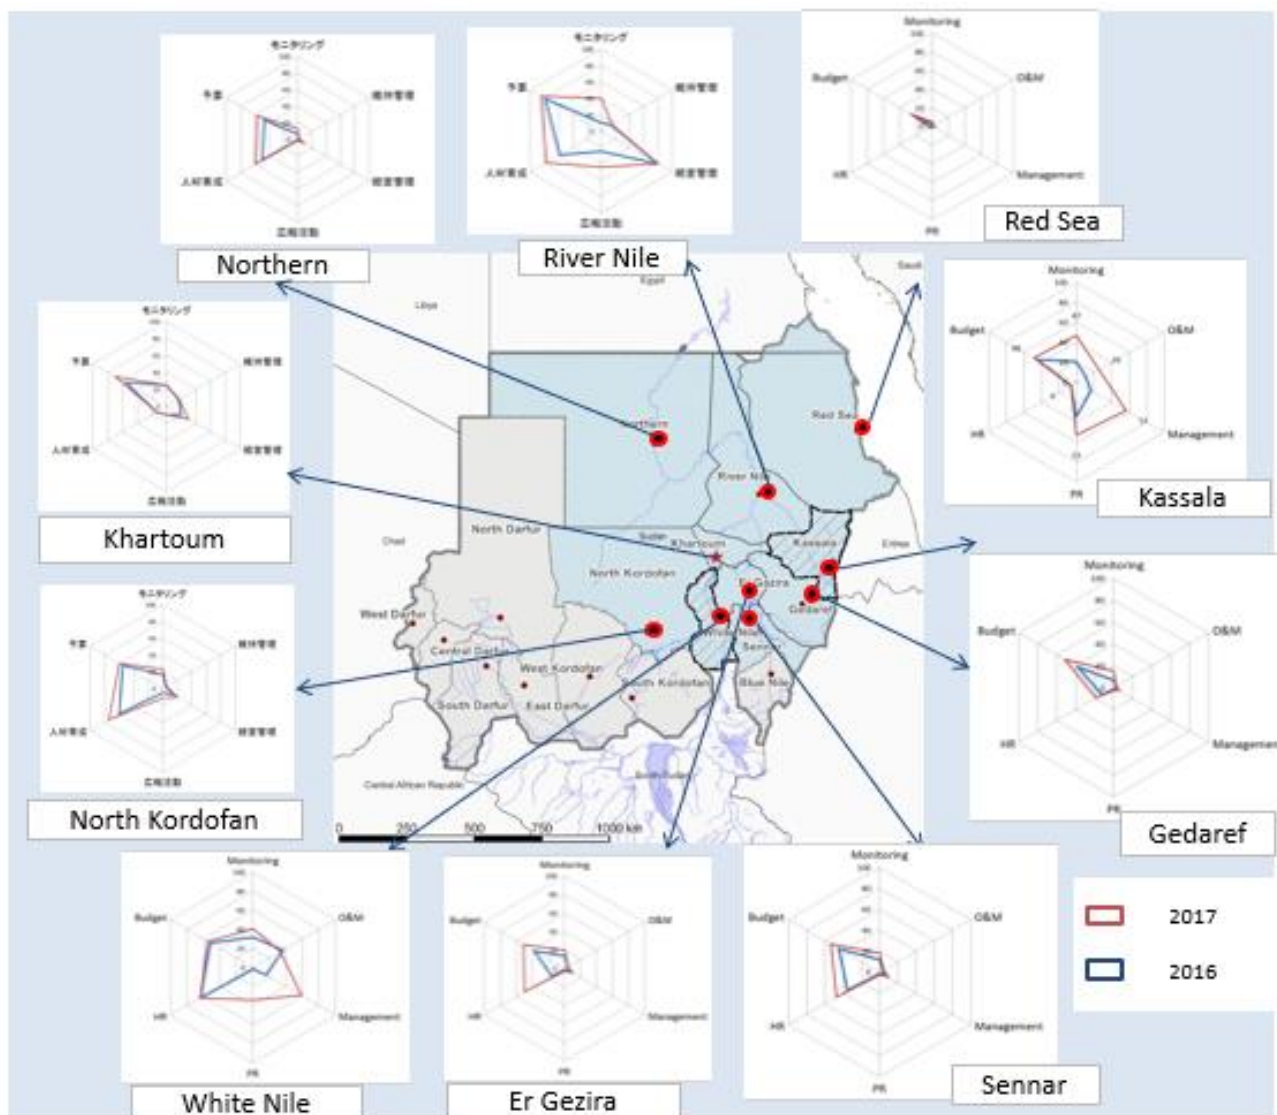 モニタリング
予算
維持管理
人材育成
経営管理
広報活動
Northern
モニタリング
予算
維持管理
人材育成
経営管理
広報活動
River Nile
Monitoring
Budget
O&M
HR
Management
PR
Red Sea
モニタリング
予算
維持管理
人材育成
経営管理
広報活動
Khartoum
Monitoring
Budget
O&M
HR
Management
PR
Kassala
モニタリング
予算
維持管理
人材育成
経営管理
広報活動
North Kordofan
Monitoring
Budget
O&M
HR
Management
PR
Gedaref
Libya
Egypt
Saudi
Northern
Red Sea
River Nile
North Darfur
Chad
Sudan
Khartoum
Kassala
Eritrea
North Kordofan
Er Gezira
Gedaref
West Darfur
White Nile
Sennar
Central Darfur
West Kordofan
South Kordofan
Blue Nile
South Darfur
East Darfur
Central African Republic
South Sudan
0 250 500 750 1000 km
Monitoring
Budget
O&M
HR
Management
PR
White Nile
Monitoring
Budget
O&M
HR
Management
PR
Er Gezira
Monitoring
Budget
O&M
HR
Management
PR
Sennar
2017
2016